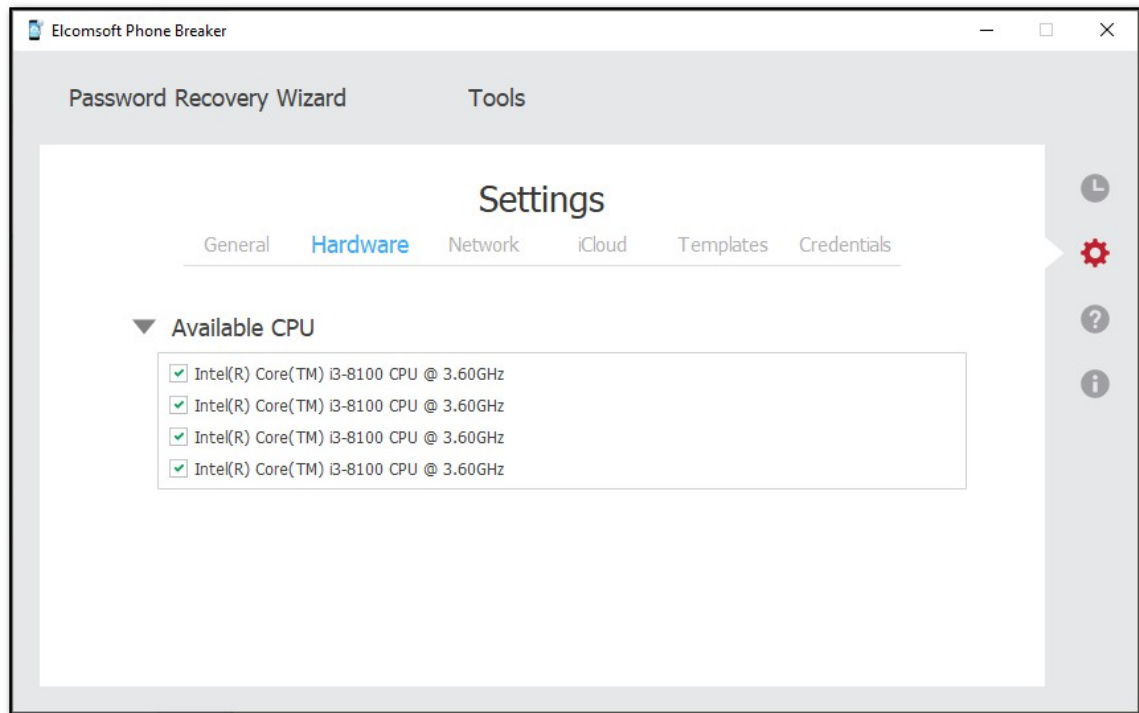 Elcomsoft Phone Breaker
Password Recovery Wizard Tools
Settings
General Hardware Network iCloud Templates Credentials
Available CPU
Intel(R) Core(TM) i3-8100 CPU @ 3.60GHz
Intel(R) Core(TM) i3-8100 CPU @ 3.60GHz
Intel(R) Core(TM) i3-8100 CPU @ 3.60GHz
Intel(R) Core(TM) i3-8100 CPU @ 3.60GHz